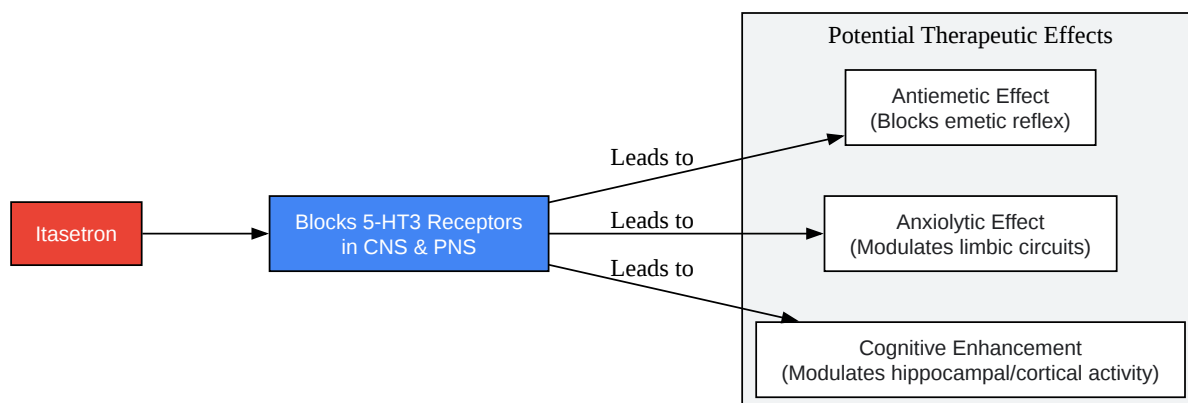 Potential Therapeutic Effects
Antiemetic Effect
(Blocks emetic reflex)
Leads to
Itasetron
Blocks 5-HT3 Receptors
in CNS & PNS
Leads to
Anxiolytic Effect
(Modulates limbic circuits)
Leads to
Cognitive Enhancement
(Modulates hippocampal/cortical activity)